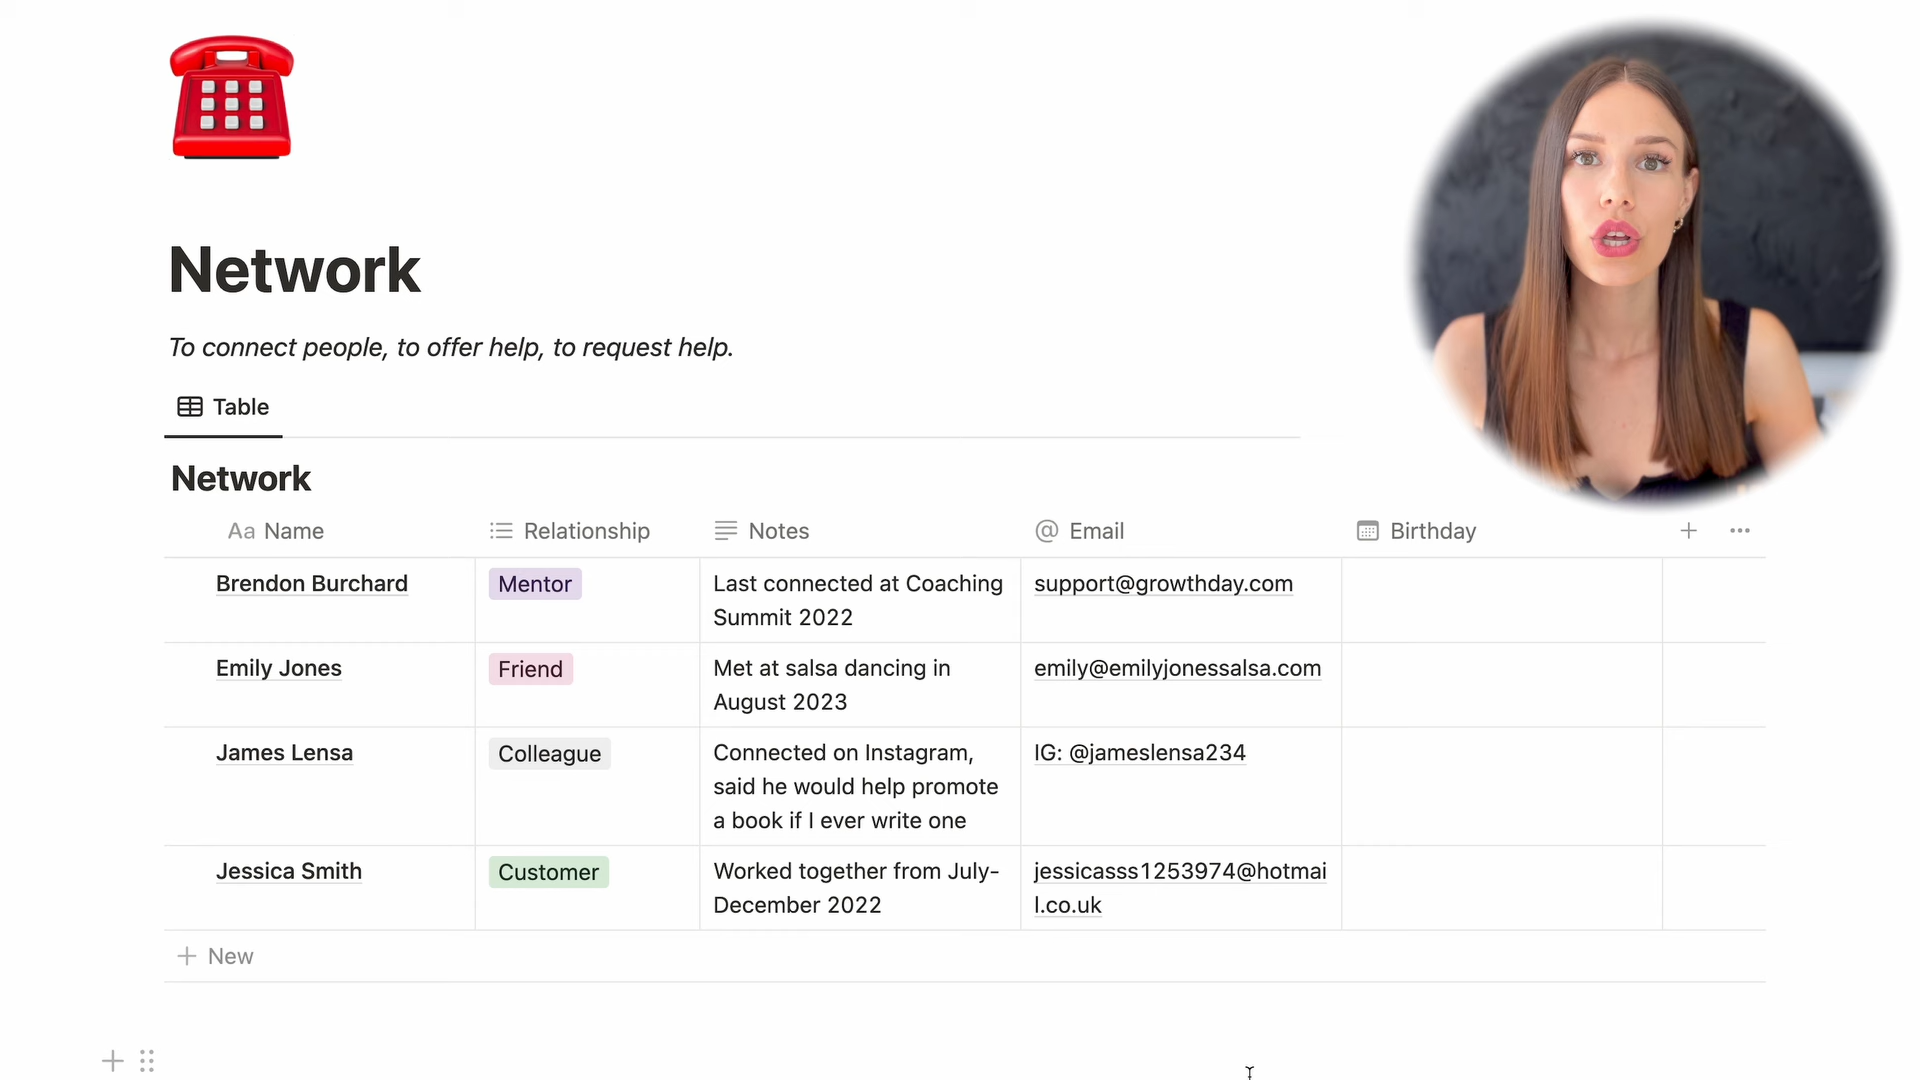 Network
To connect people, to offer help, to request help.
Table
Network
Aa Name
Relationship
Notes
@ Email
Birthday
Brendon Burchard
Mentor
Last connected at Coaching
Summit 2022
support@growthday.com
Emily Jones
Friend
Met at salsa dancing in
August 2023
emily@emilyjonessalsa.com
James Lensa
Colleague
Connected on Instagram,
said he would help promote
a book if I ever write one
IG: @jameslensa234
Jessica Smith
Customer
Worked together from July-
December 2022
jessicasss1253974@hotmai
l.co.uk
+ New